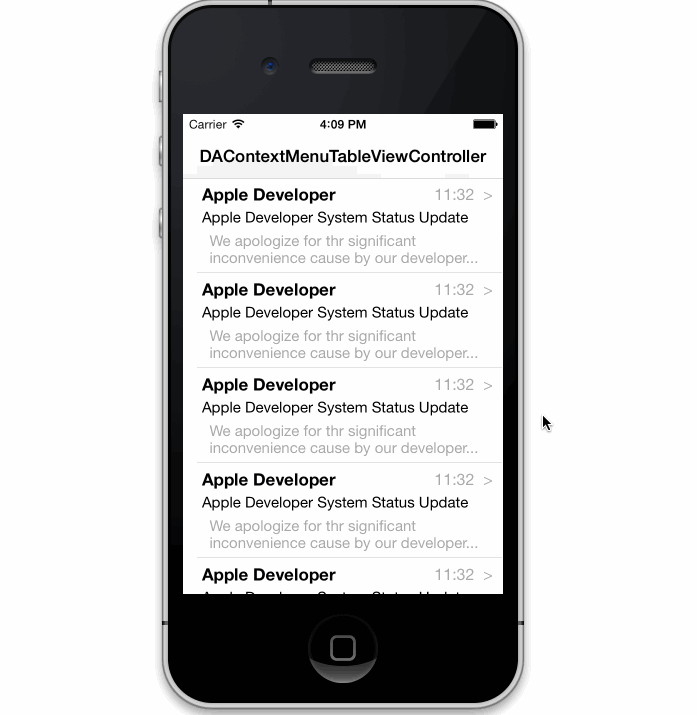 Carrier 4:09 PM
DAContextMenuTableViewController
Apple Developer 11:32 >
Apple Developer System Status Update
We apologize for thr significant
inconvenience cause by our developer...
Apple Developer 11:32 >
Apple Developer System Status Update
We apologize for thr significant
inconvenience cause by our developer...
Apple Developer 11:32 >
Apple Developer System Status Update
We apologize for thr significant
inconvenience cause by our developer...
Apple Developer 11:32 >
Apple Developer System Status Update
We apologize for thr significant
inconvenience cause by our developer...
Apple Developer 11:32 >